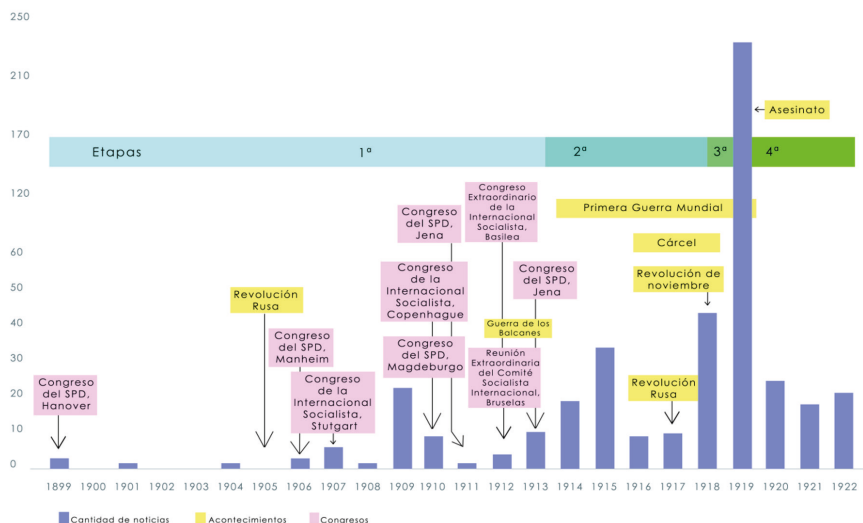 250
210
170
120
60
50
40
30
20
10
0
Etapas
1ª
2ª
3ª
4ª
Asesinato
Primera Guerra Mundial
Cárcel
Revolución de
noviembre
Revolución
Rusa
Congreso
Extraordinario
de la
Internacional
Socialista,
Basilea
Congreso
del SPD,
Jena
Congreso
de la
Internacional
Socialista,
Copenhague
Congreso
del SPD,
Jena
Guerra de los
Balcanes
Congreso
del SPD,
Magdeburgo
Reunión
Extraordinaria
del Comité
Socialista
Internacional,
Bruselas
Revolución
Rusa
Congreso
del SPD,
Manheim
Congreso
de la
Internacional
Socialista,
Stutgart
Congreso
del SPD,
Hanover
1899 1900 1901 1902 1903 1904 1905 1906 1907 1908 1909 1910 1911 1912 1913 1914 1915 1916 1917 1918 1919 1920 1921 1922
Cantidad de noticias Acontecimientos Congresos